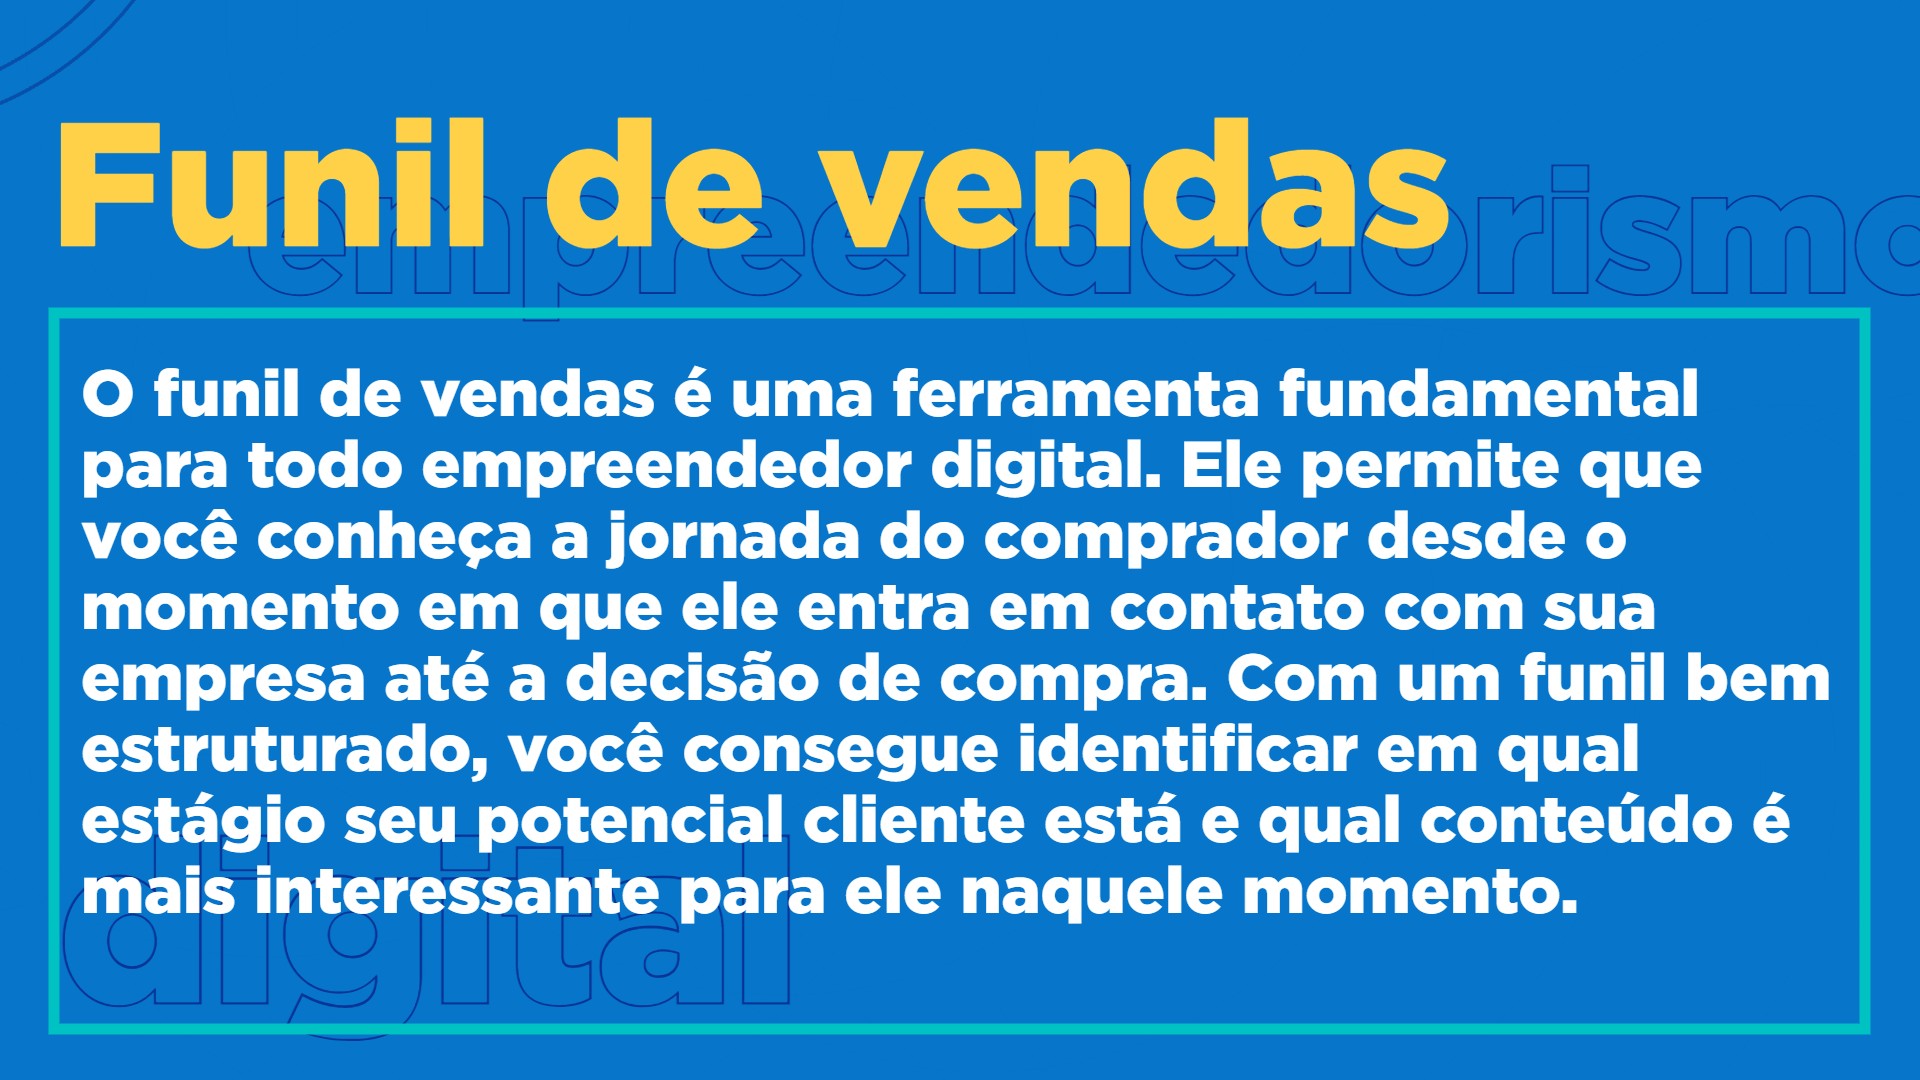 Funil de vendas
empreendedorismo
O funil de vendas é uma ferramenta fundamental
para todo empreendedor digital. Ele permite que
você conheça a jornada do comprador desde o
momento em que ele entra em contato com sua
empresa até a decisão de compra. Com um funil bem
estruturado, você consegue identificar em qual
estágio seu potencial cliente está e qual conteúdo é
mais interessante para ele naquele momento.
digital